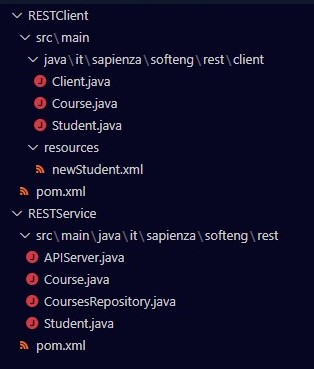 RESTClient
src\main
java\it\sapienza\softeng\rest\client
Client.java
Course.java
Student.java
resources
newStudent.xml
pom.xml
RESTService
src\main\java\it\sapienza\softeng\rest
APIServer.java
Course.java
CoursesRepository.java
Student.java
pom.xml